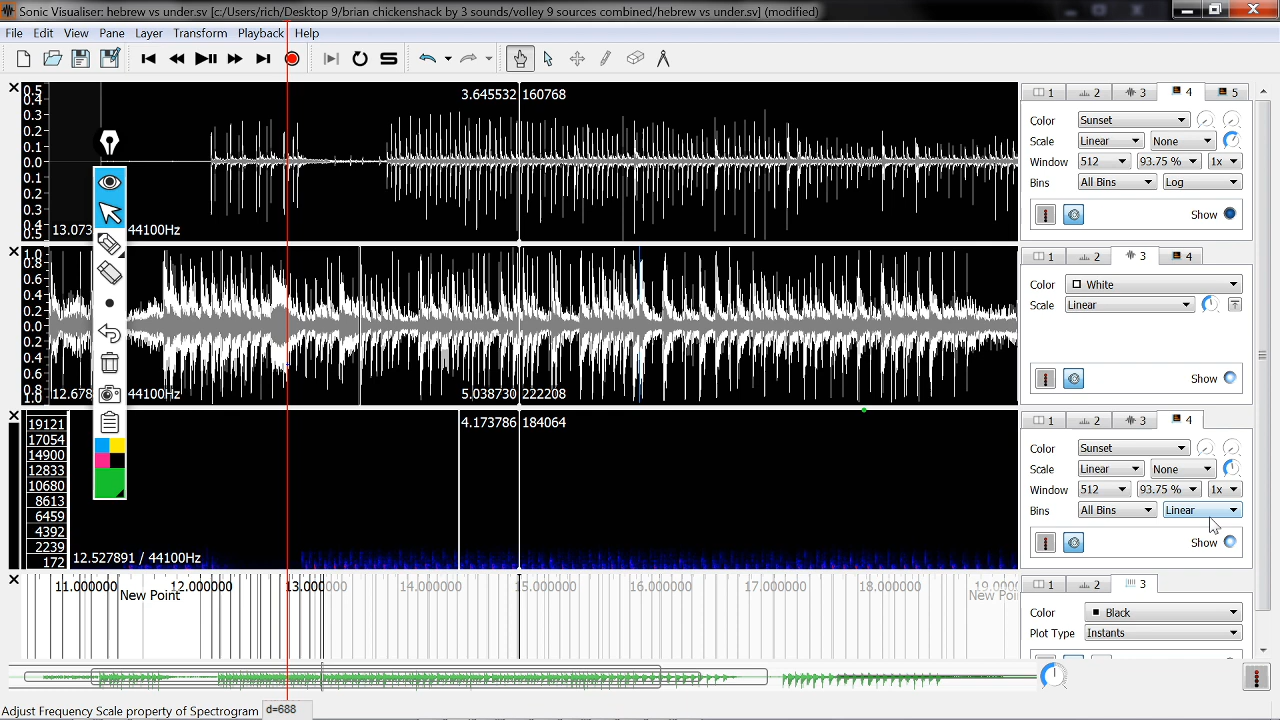 Sonic Visualiser: hebrew vs under.sv [c:/Users/rich/Desktop 9/brian chickenshack by 3 sounds/volley 9 sources combined/hebrew vs under.sv] (modified)
File Edit View Pane Layer Transform Playback Help
0.5
0.4
0.3
0.2
0.1
0.0
0.1
0.2
0.3
0.4
0.5
3.645532 160768
13.073 44100Hz
1 2 3 4 5
Color Sunset
Scale Linear None
Window 512 93.75 % 1x
Bins All Bins Log
Show
1.0
0.8
0.6
0.4
0.2
0.0
0.2
0.4
0.6
0.8
1.0
12.678 44100Hz
5.038730 222208
1 2 3 4
Color White
Scale Linear
Show
19121
17054
14900
12833
10680
8613
6459
4392
2239
172
4.173786 184064
12.527891 / 44100Hz
1 2 3 4
Color Sunset
Scale Linear None
Window 512 93.75 % 1x
Bins All Bins Linear
Show
11.000000 12.000000 13.000000 14.000000 15.000000 16.000000 17.000000 18.000000 19.0000
New Point New Poi
1 2 3
Color Black
Plot Type Instants
Adjust Frequency Scale property of Spectrogram d=688